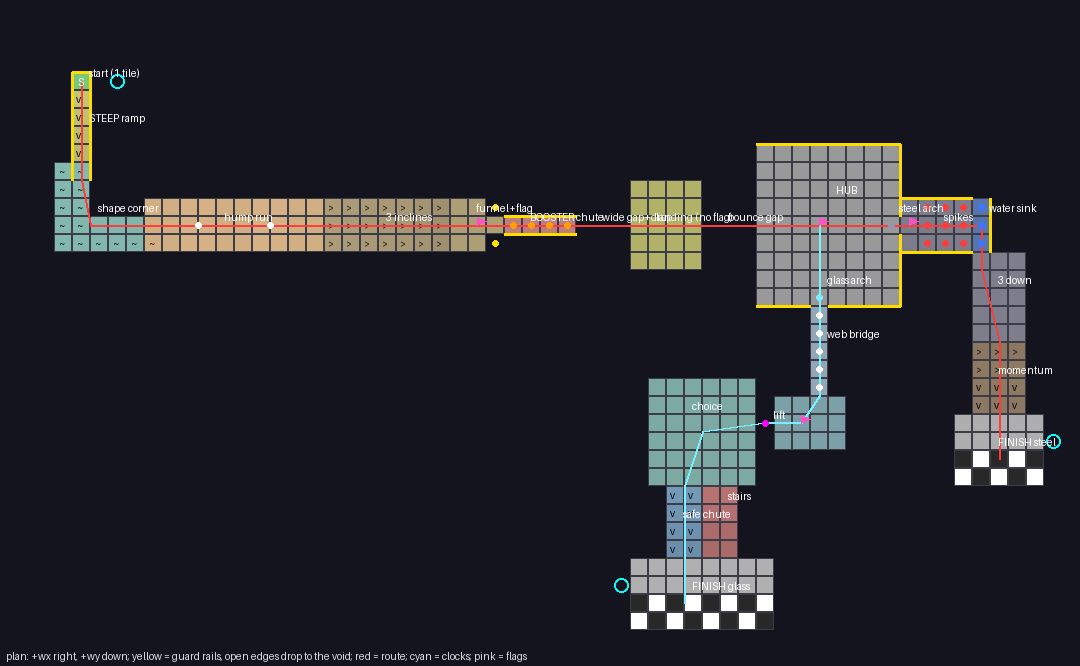 start (1 tile)
S
STEEP ramp
HUB
shape corner
hump run
3 inclines
funnel+flag
BOOSTER chute
wide gap+
landing (no flag)
bounce gap
steel arch
spikes
water sink
glass arch
3 down
web bridge
momentum
choice
lift
FINISH steel
stairs
safe chute
FINISH glass
plan: +wx right, +wy down; yellow = guard rails, open edges drop to the void; red = route; cyan = clocks; pink = flags